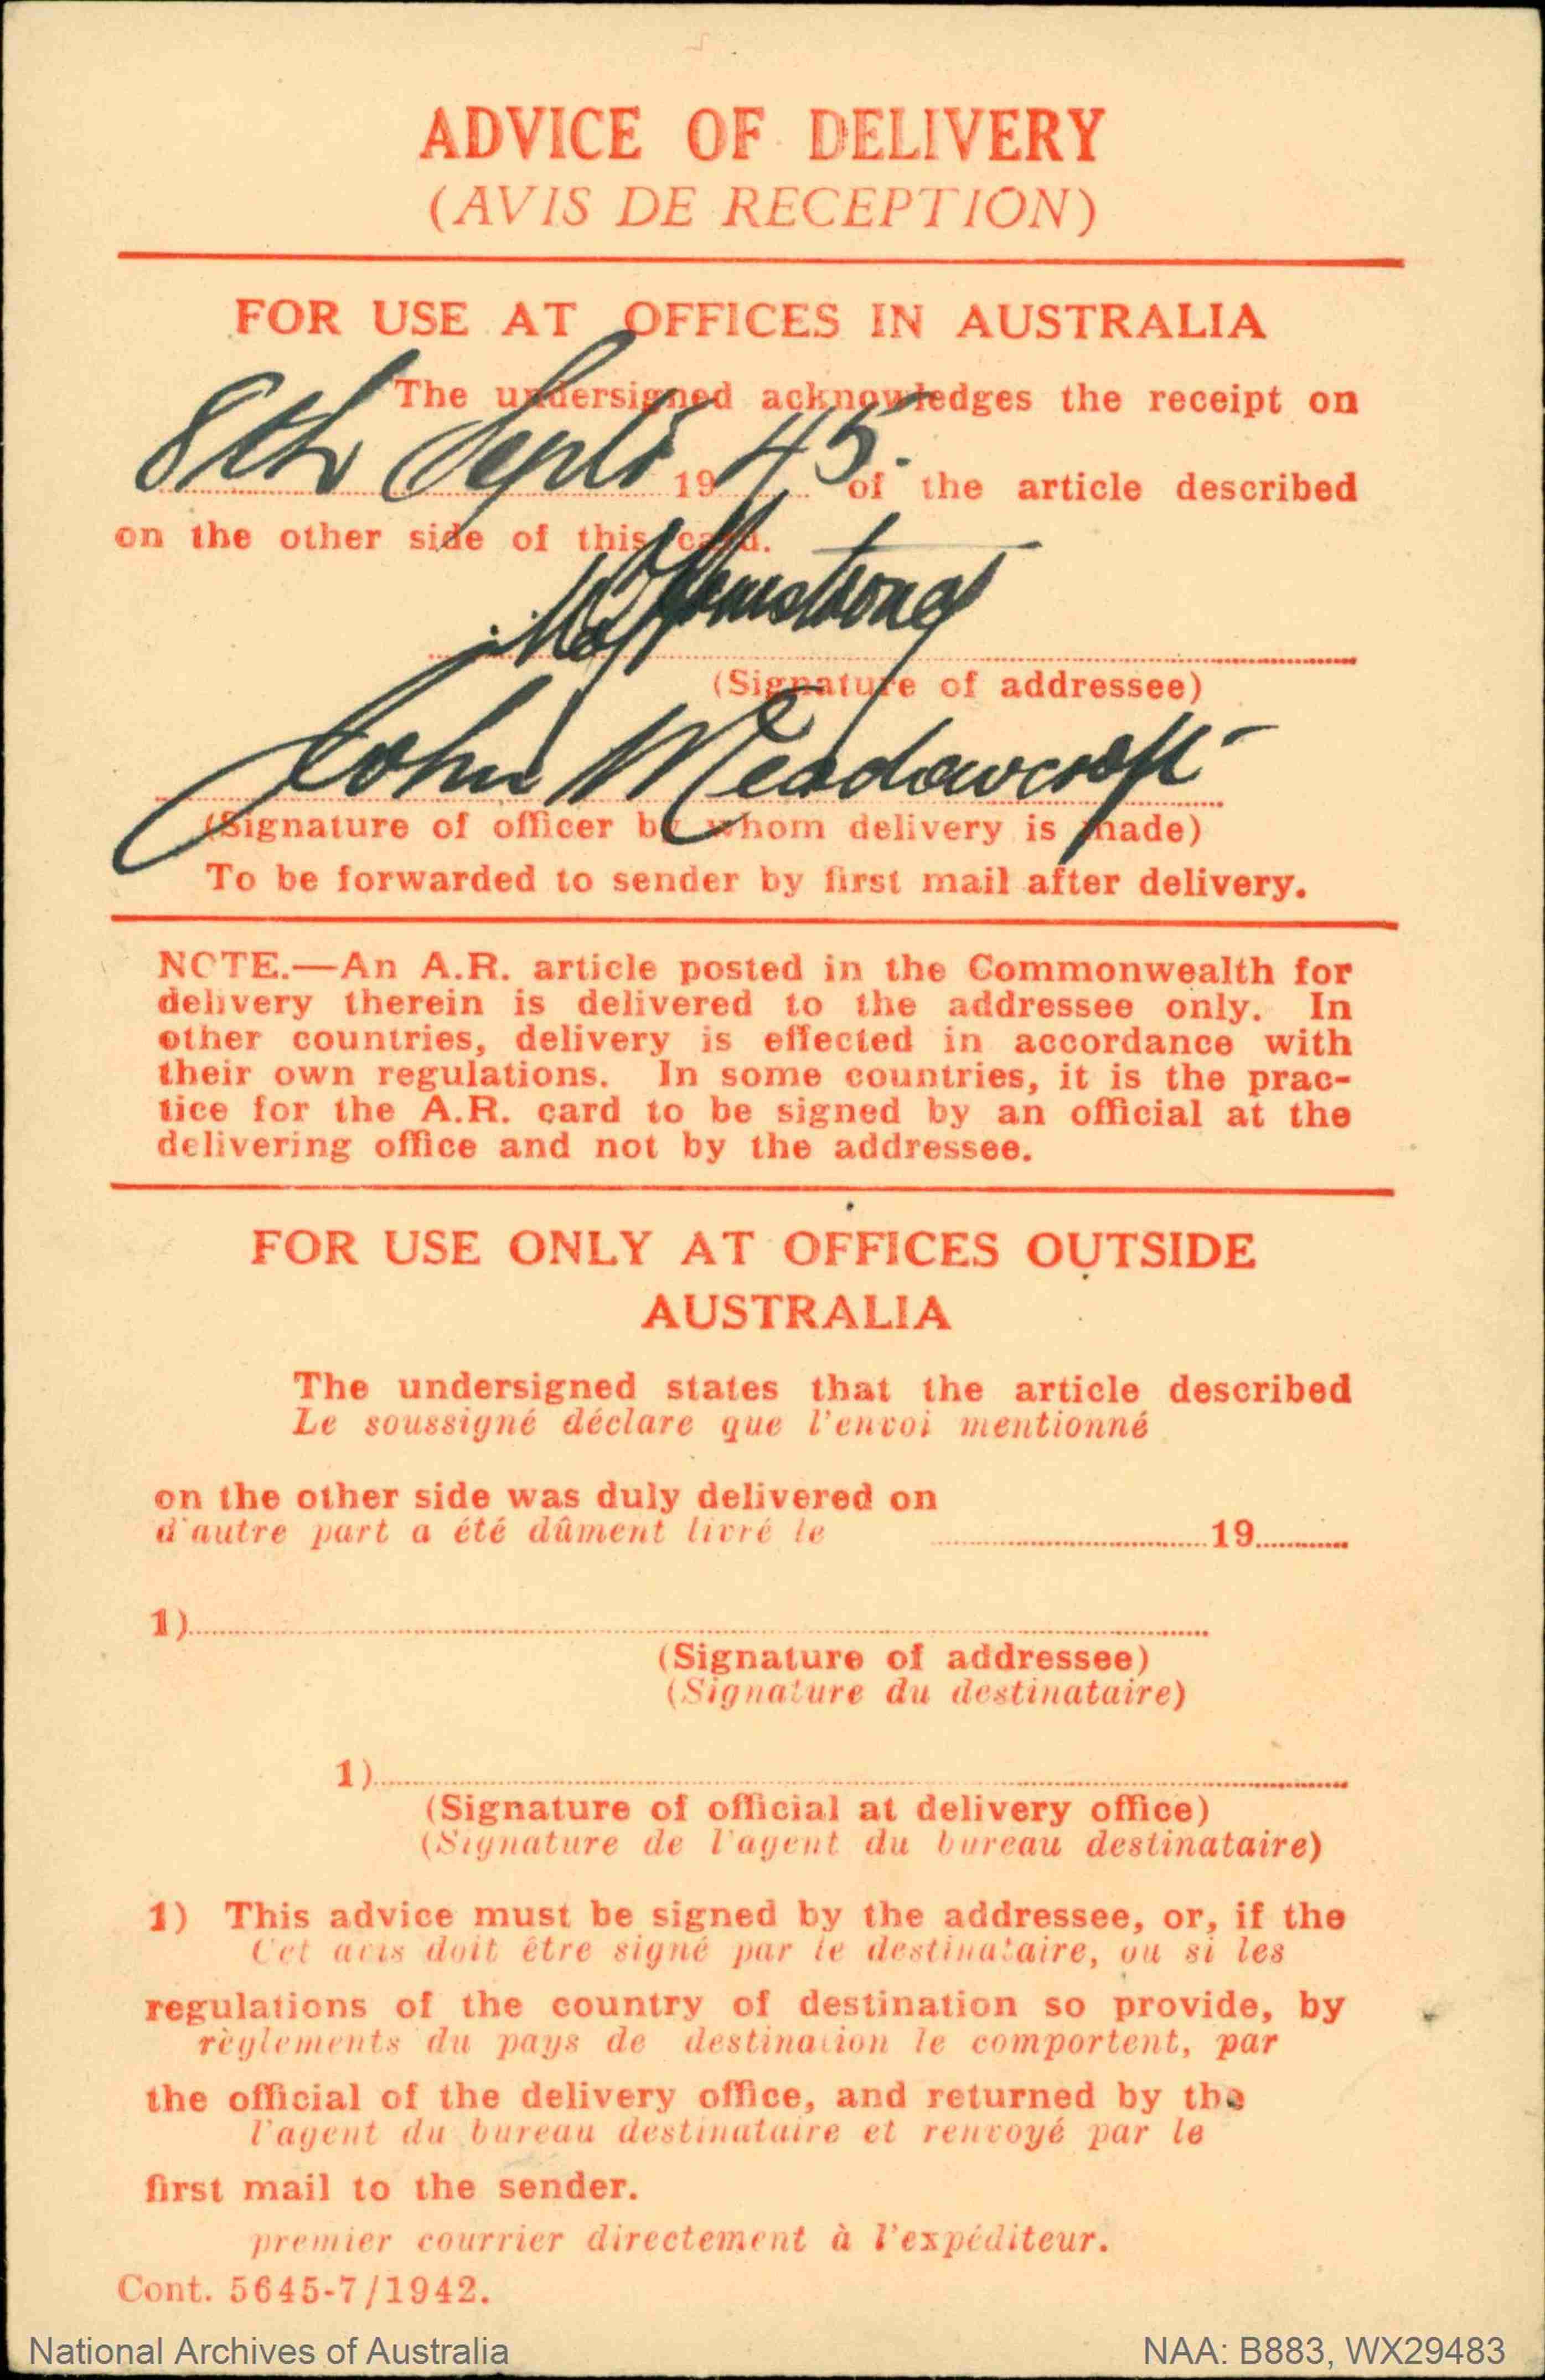 ADVICE OF DELIVERY
(AVIS DE RECEPTION)
FOR USE AT OFFICES IN AUSTRALIA
The undersigned acknowledges the receipt on
8th Sept 1945. of the article described
on the other side of this card.
Armstrong
(Signature of addressee)
John Meadowcroft
(Signature of officer by whom delivery is made)
To be forwarded to sender by first mail after delivery.
NOTE.—An A.R. article posted in the Commonwealth for
delivery therein is delivered to the addressee only. In
other countries, delivery is effected in accordance with
their own regulations. In some countries, it is the prac-
tice for the A.R. card to be signed by an official at the
delivering office and not by the addressee.
FOR USE ONLY AT OFFICES OUTSIDE
AUSTRALIA
The undersigned states that the article described
Le soussigné déclare que l'envoi mentionné
on the other side was duly delivered on
d'autre part a été dûment livré le 19
1)
(Signature of addressee)
(Signature du destinataire)
1)
(Signature of official at delivery office)
(Signature de l'agent du bureau destinataire)
1) This advice must be signed by the addressee, or, if the
Cet avis doit être signé par le destinataire, ou si les
regulations of the country of destination so provide, by
règlements du pays de destination le comportent, par
the official of the delivery office, and returned by the
l'agent du bureau destinataire et renvoyé par le
first mail to the sender.
premier courrier directement à l'expéditeur.
Cont. 5645-7/1942.
National Archives of Australia
NAA: B883, WX29483